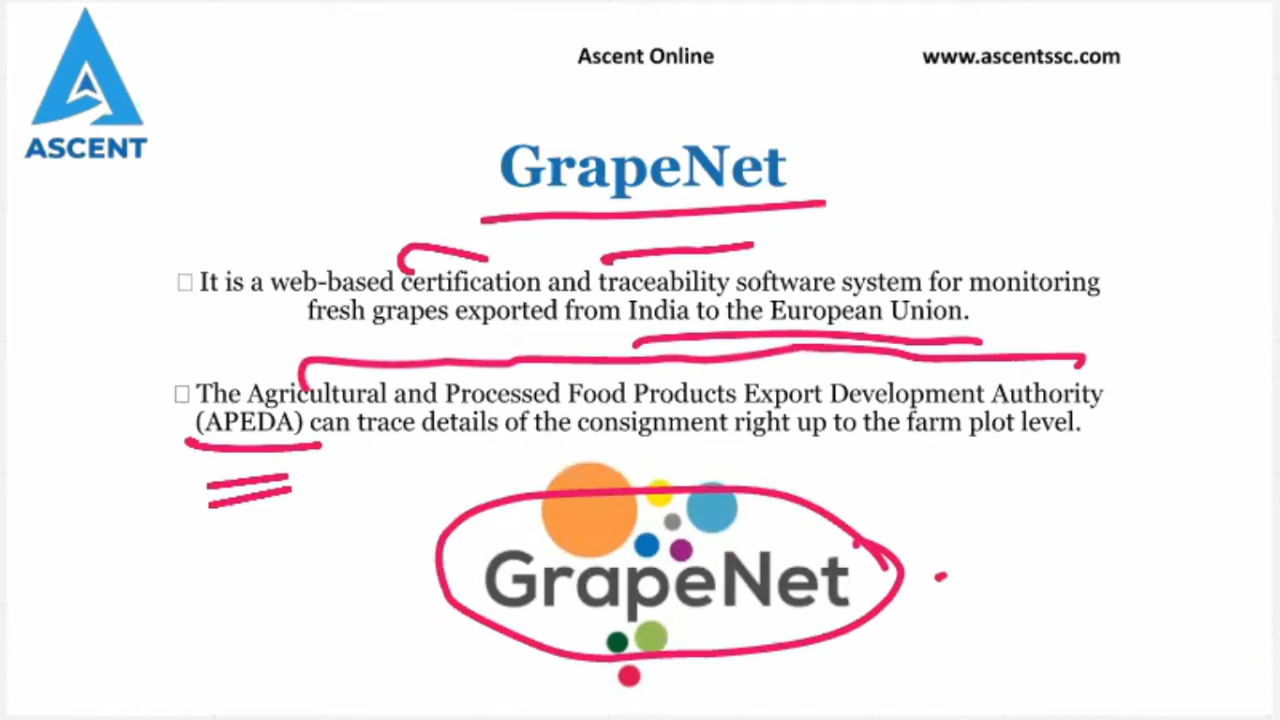 Ascent Online www.ascentssc.com
ASCENT
GrapeNet
It is a web-based certification and traceability software system for monitoring
fresh grapes exported from India to the European Union.
The Agricultural and Processed Food Products Export Development Authority
(APEDA) can trace details of the consignment right up to the farm plot level.
GrapeNet